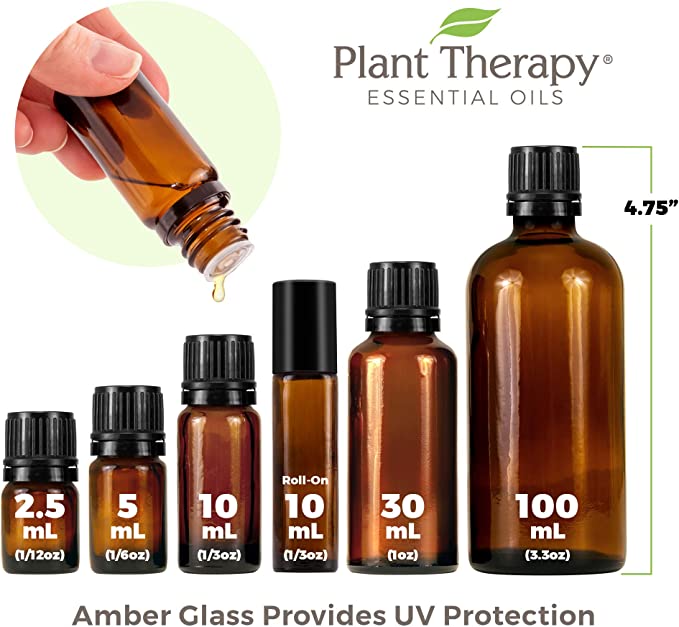 Plant Therapy®
ESSENTIAL OILS
4.75”
2.5
mL
(1/12oz)
5
mL
(1/6oz)
10
mL
(1/3oz)
Roll-On
10
mL
(1/3oz)
30
mL
(1oz)
100
mL
(3.3oz)
Amber Glass Provides UV Protection